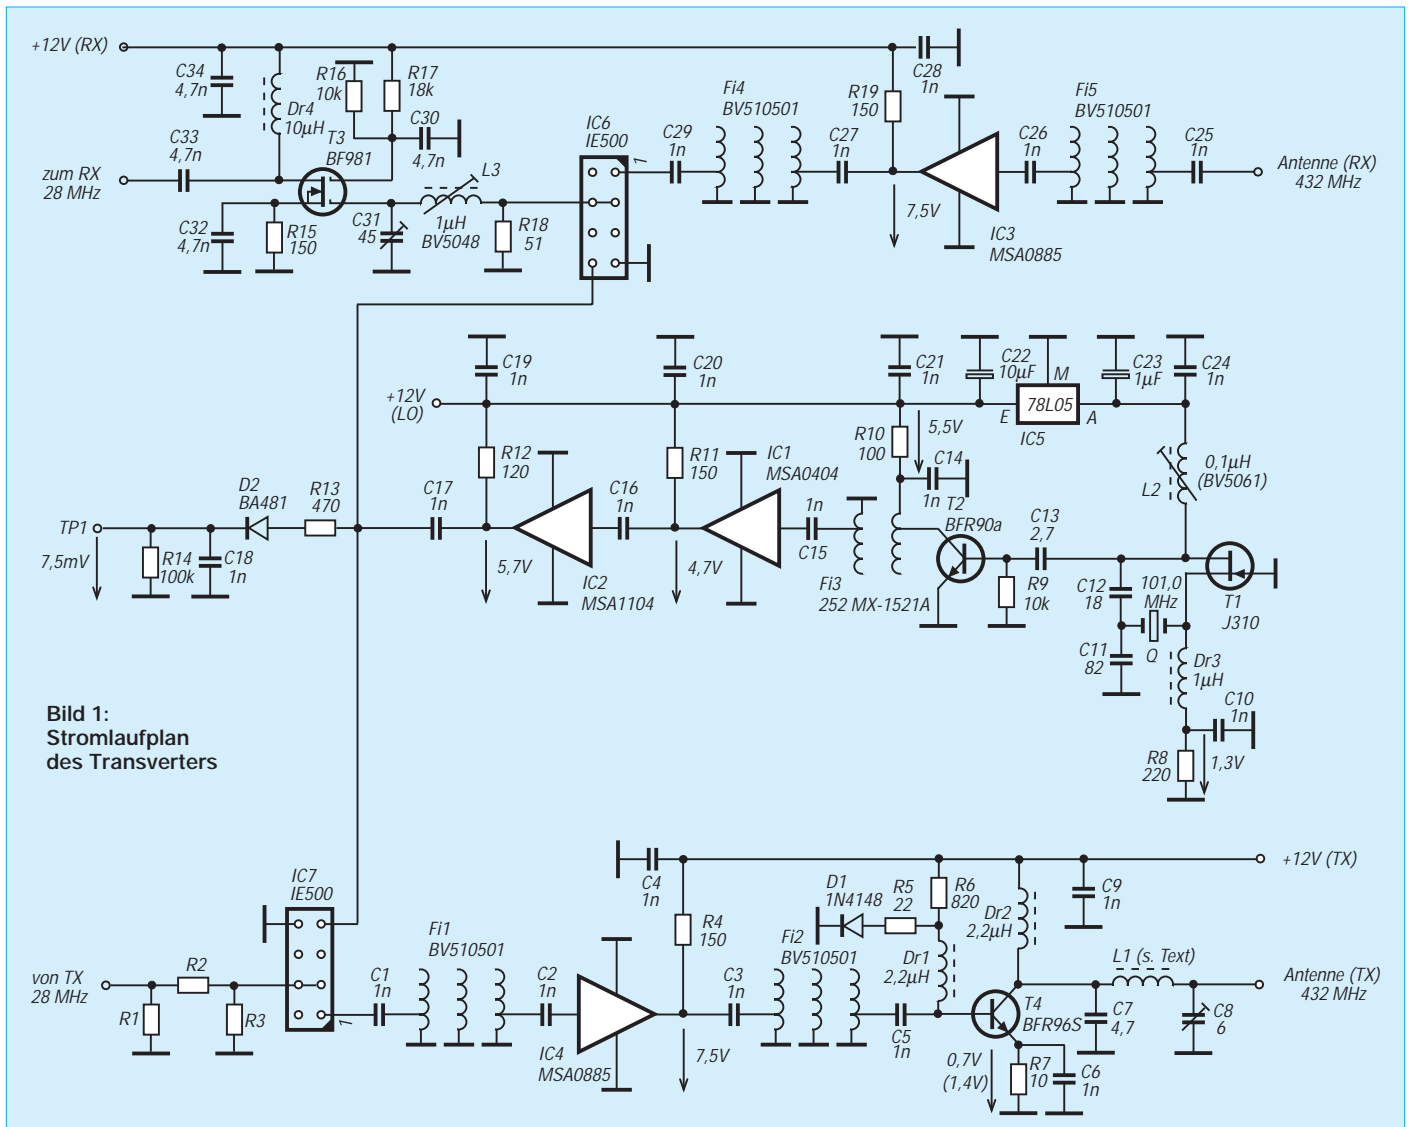 +12V (RX)
C34
4,7n
Dr4
10µH
R16
10k
R17
18k
C30
4,7n
C33
4,7n
T3
BF981
zum RX
28 MHz
C32
4,7n
R15
150
C31
45
L3
1µH
BV5048
R18
51
IC6
IE500
1
C29
1n
Fi4
BV510501
C27
1n
R19
150
C28
1n
7,5V
IC3
MSA0885
C26
1n
Fi5
BV510501
C25
1n
Antenne (RX)
432 MHz
+12V
(LO)
C19
1n
C20
1n
C21
1n
C22
10µF
M
78L05
E
A
IC5
C23
1µF
C24
1n
R12
120
R11
150
IC1
MSA0404
R10
100
5,5V
C14
1n
T2
BFR90a
L2
0,1µH
(BV5061)
TP1
7,5mV
D2
BA481
R13
470
R14
100k
C18
1n
C17
1n
5,7V
IC2
MSA1104
C16
1n
4,7V
1n
C15
Fi3
252 MX-1521A
C13
2,7
R9
10k
C12
18
101,0
MHz
Q
C11
82
T1
J310
Dr3
1µH
C10
1n
R8
220
1,3V
Bild 1:
Stromlaufplan
des Transverters
+12V (TX)
IC7
IE500
1
von TX
28 MHz
R1
R2
R3
C1
1n
Fi1
BV510501
C2
1n
IC4
MSA0885
C4
1n
R4
150
7,5V
C3
1n
Fi2
BV510501
D1
1N4148
R5
22
R6
820
Dr1
2,2µH
C5
1n
Dr2
2,2µH
C9
1n
T4
BFR96S
0,7V
(1,4V)
R7
10
C6
1n
C7
4,7
L1 (s. Text)
C8
6
Antenne (TX)
432 MHz